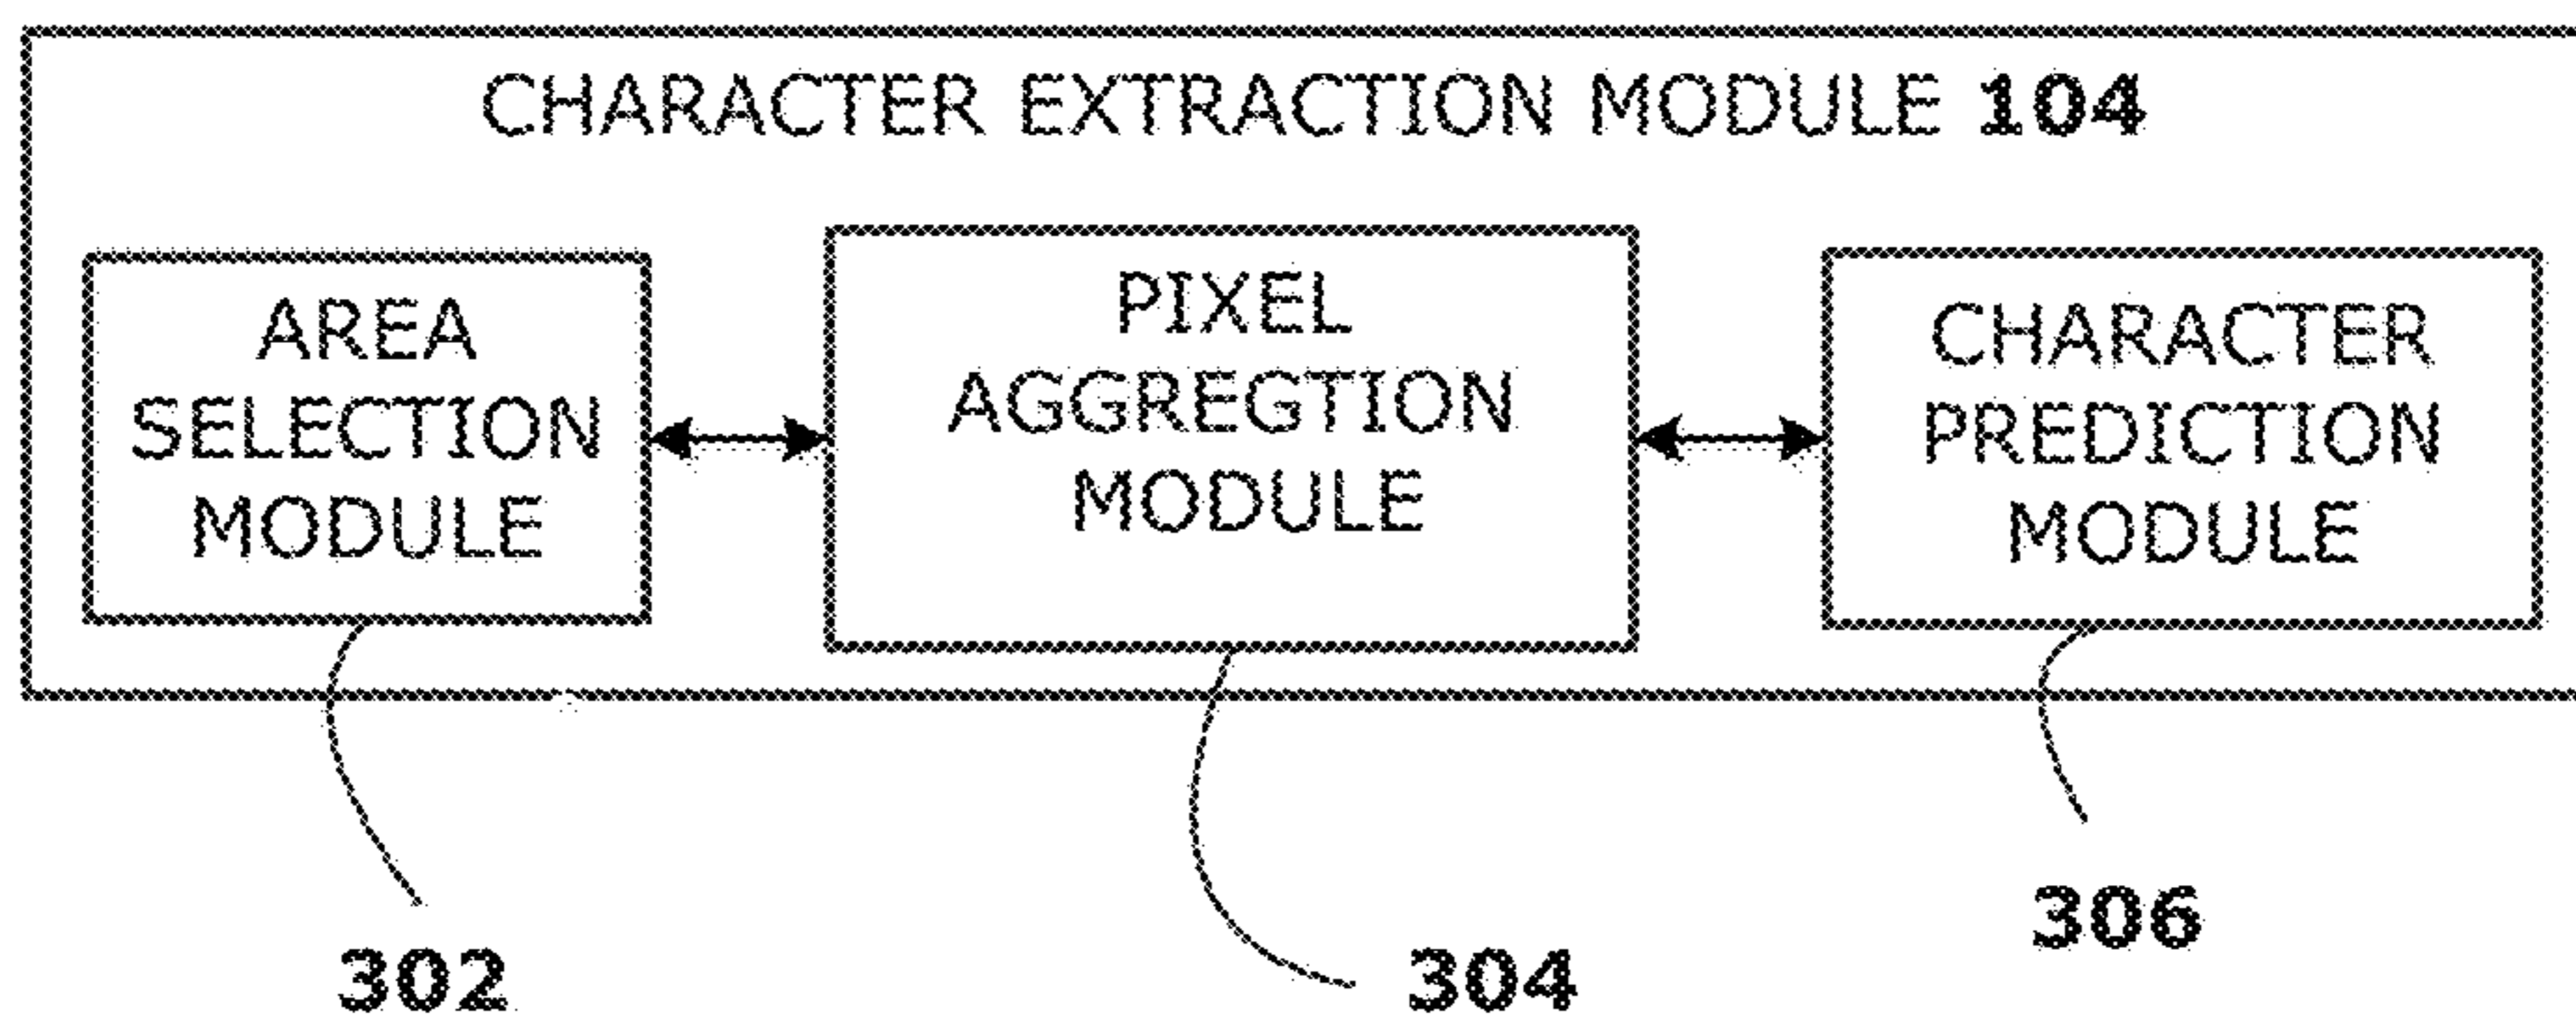 CHARACTER EXTRACTION MODULE 104
AREA
SELECTION
MODULE
PIXEL
AGGREGTION
MODULE
CHARACTER
PREDICTION
MODULE
302
304
306